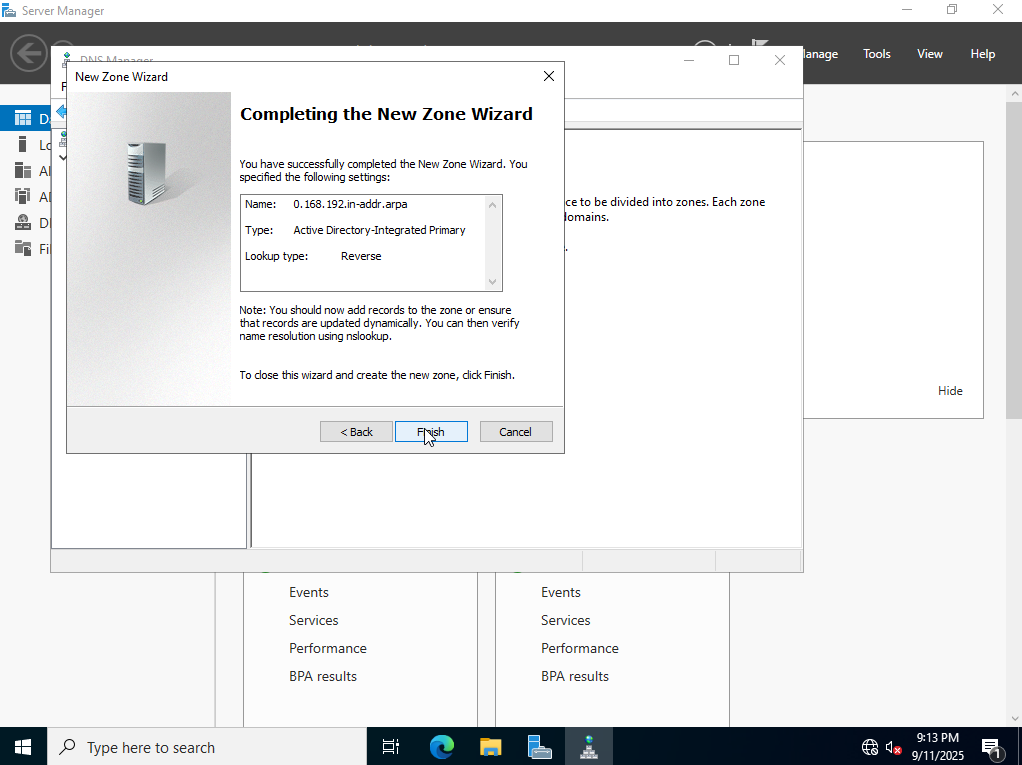 Server Manager
Manage
Tools
View
Help
DNS Manager
New Zone Wizard
Completing the New Zone Wizard
You have successfully completed the New Zone Wizard. You
specified the following settings:
Name: 0.168.192.in-addr.arpa
Type: Active Directory-Integrated Primary
Lookup type: Reverse
Note: You should now add records to the zone or ensure
that records are updated dynamically. You can then verify
name resolution using nslookup.
To close this wizard and create the new zone, click Finish.
< Back
Finish
Cancel
ce to be divided into zones. Each zone
domains.
Hide
Events
Services
Performance
BPA results
Events
Services
Performance
BPA results
Type here to search
9:13 PM
9/11/2025
1